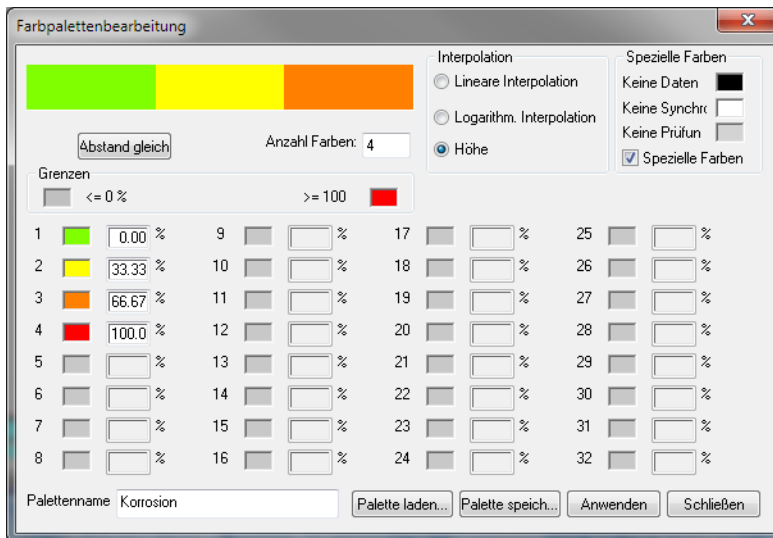 Farbpalettenbearbeitung
Interpolation
Lineare Interpolation
Logarithm. Interpolation
Höhe
Spezielle Farben
Keine Daten
Keine Synchr
Keine Prüfun
Spezielle Farben
Abstand gleich
Anzahl Farben: 4
Grenzen
<= 0 % >= 100
1 0.00 % 9 % 17 % 25 %
2 33.33 % 10 % 18 % 26 %
3 66.67 % 11 % 19 % 27 %
4 100.0 % 12 % 20 % 28 %
5 % 13 % 21 % 29 %
6 % 14 % 22 % 30 %
7 % 15 % 23 % 31 %
8 % 16 % 24 % 32 %
Palettenname Korrosion Palette laden... Palette speich... Anwenden Schließen